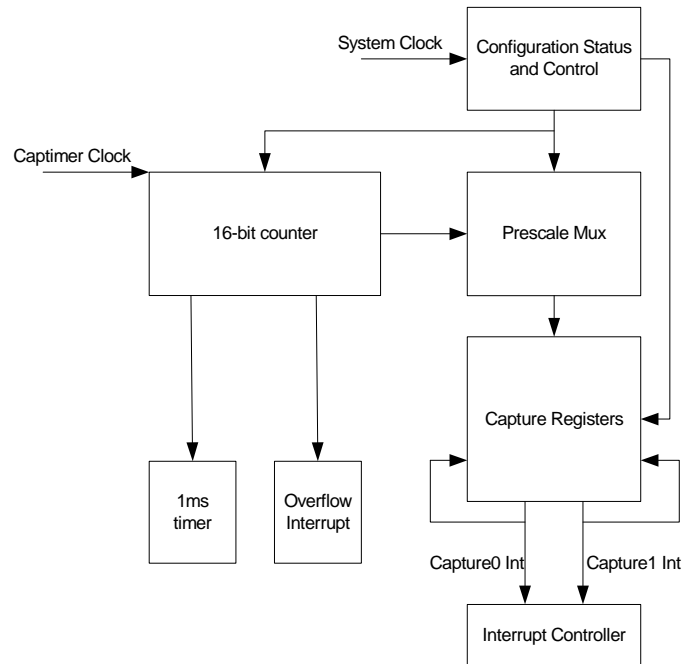 System Clock
Configuration Status
and Control
Captimer Clock
16-bit counter
Prescale Mux
Capture Registers
1ms
timer
Overflow
Interrupt
Capture0 Int
Capture1 Int
Interrupt Controller